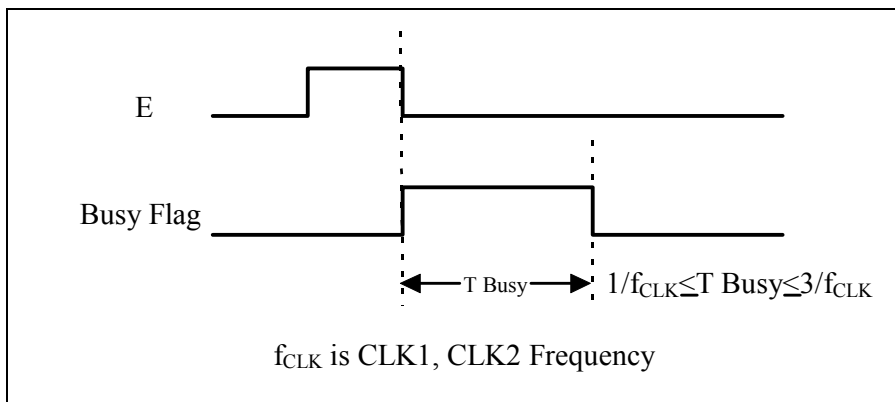 E
Busy Flag
T Busy
1/fCLK≤T Busy≤3/fCLK
fCLK is CLK1, CLK2 Frequency